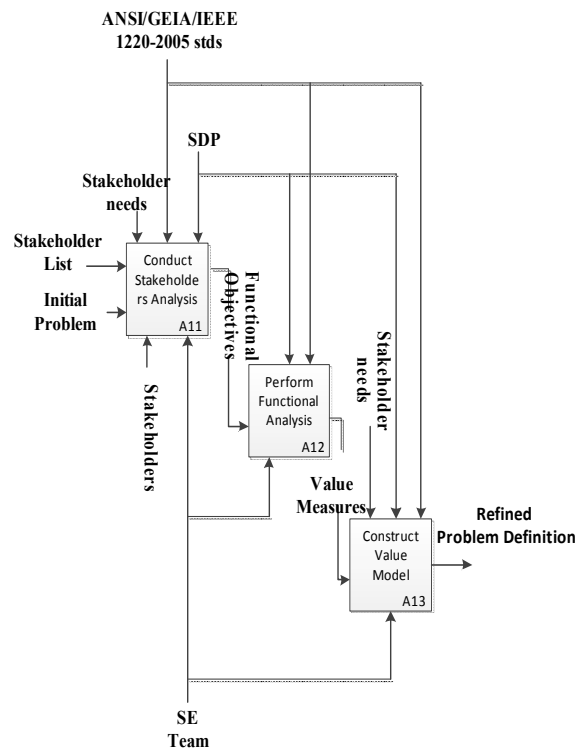 ANSI/GEIA/IEEE
1220-2005 stds
SDP
Stakeholder
needs
Stakeholder
List
Initial
Problem
Conduct
Stakeholde
rs Analysis
A11
Stakeholders
Functional
Objectives
Perform
Functional
Analysis
A12
Stakeholder
needs
Value
Measures
Construct
Value
Model
A13
Refined
Problem Definition
SE
Team